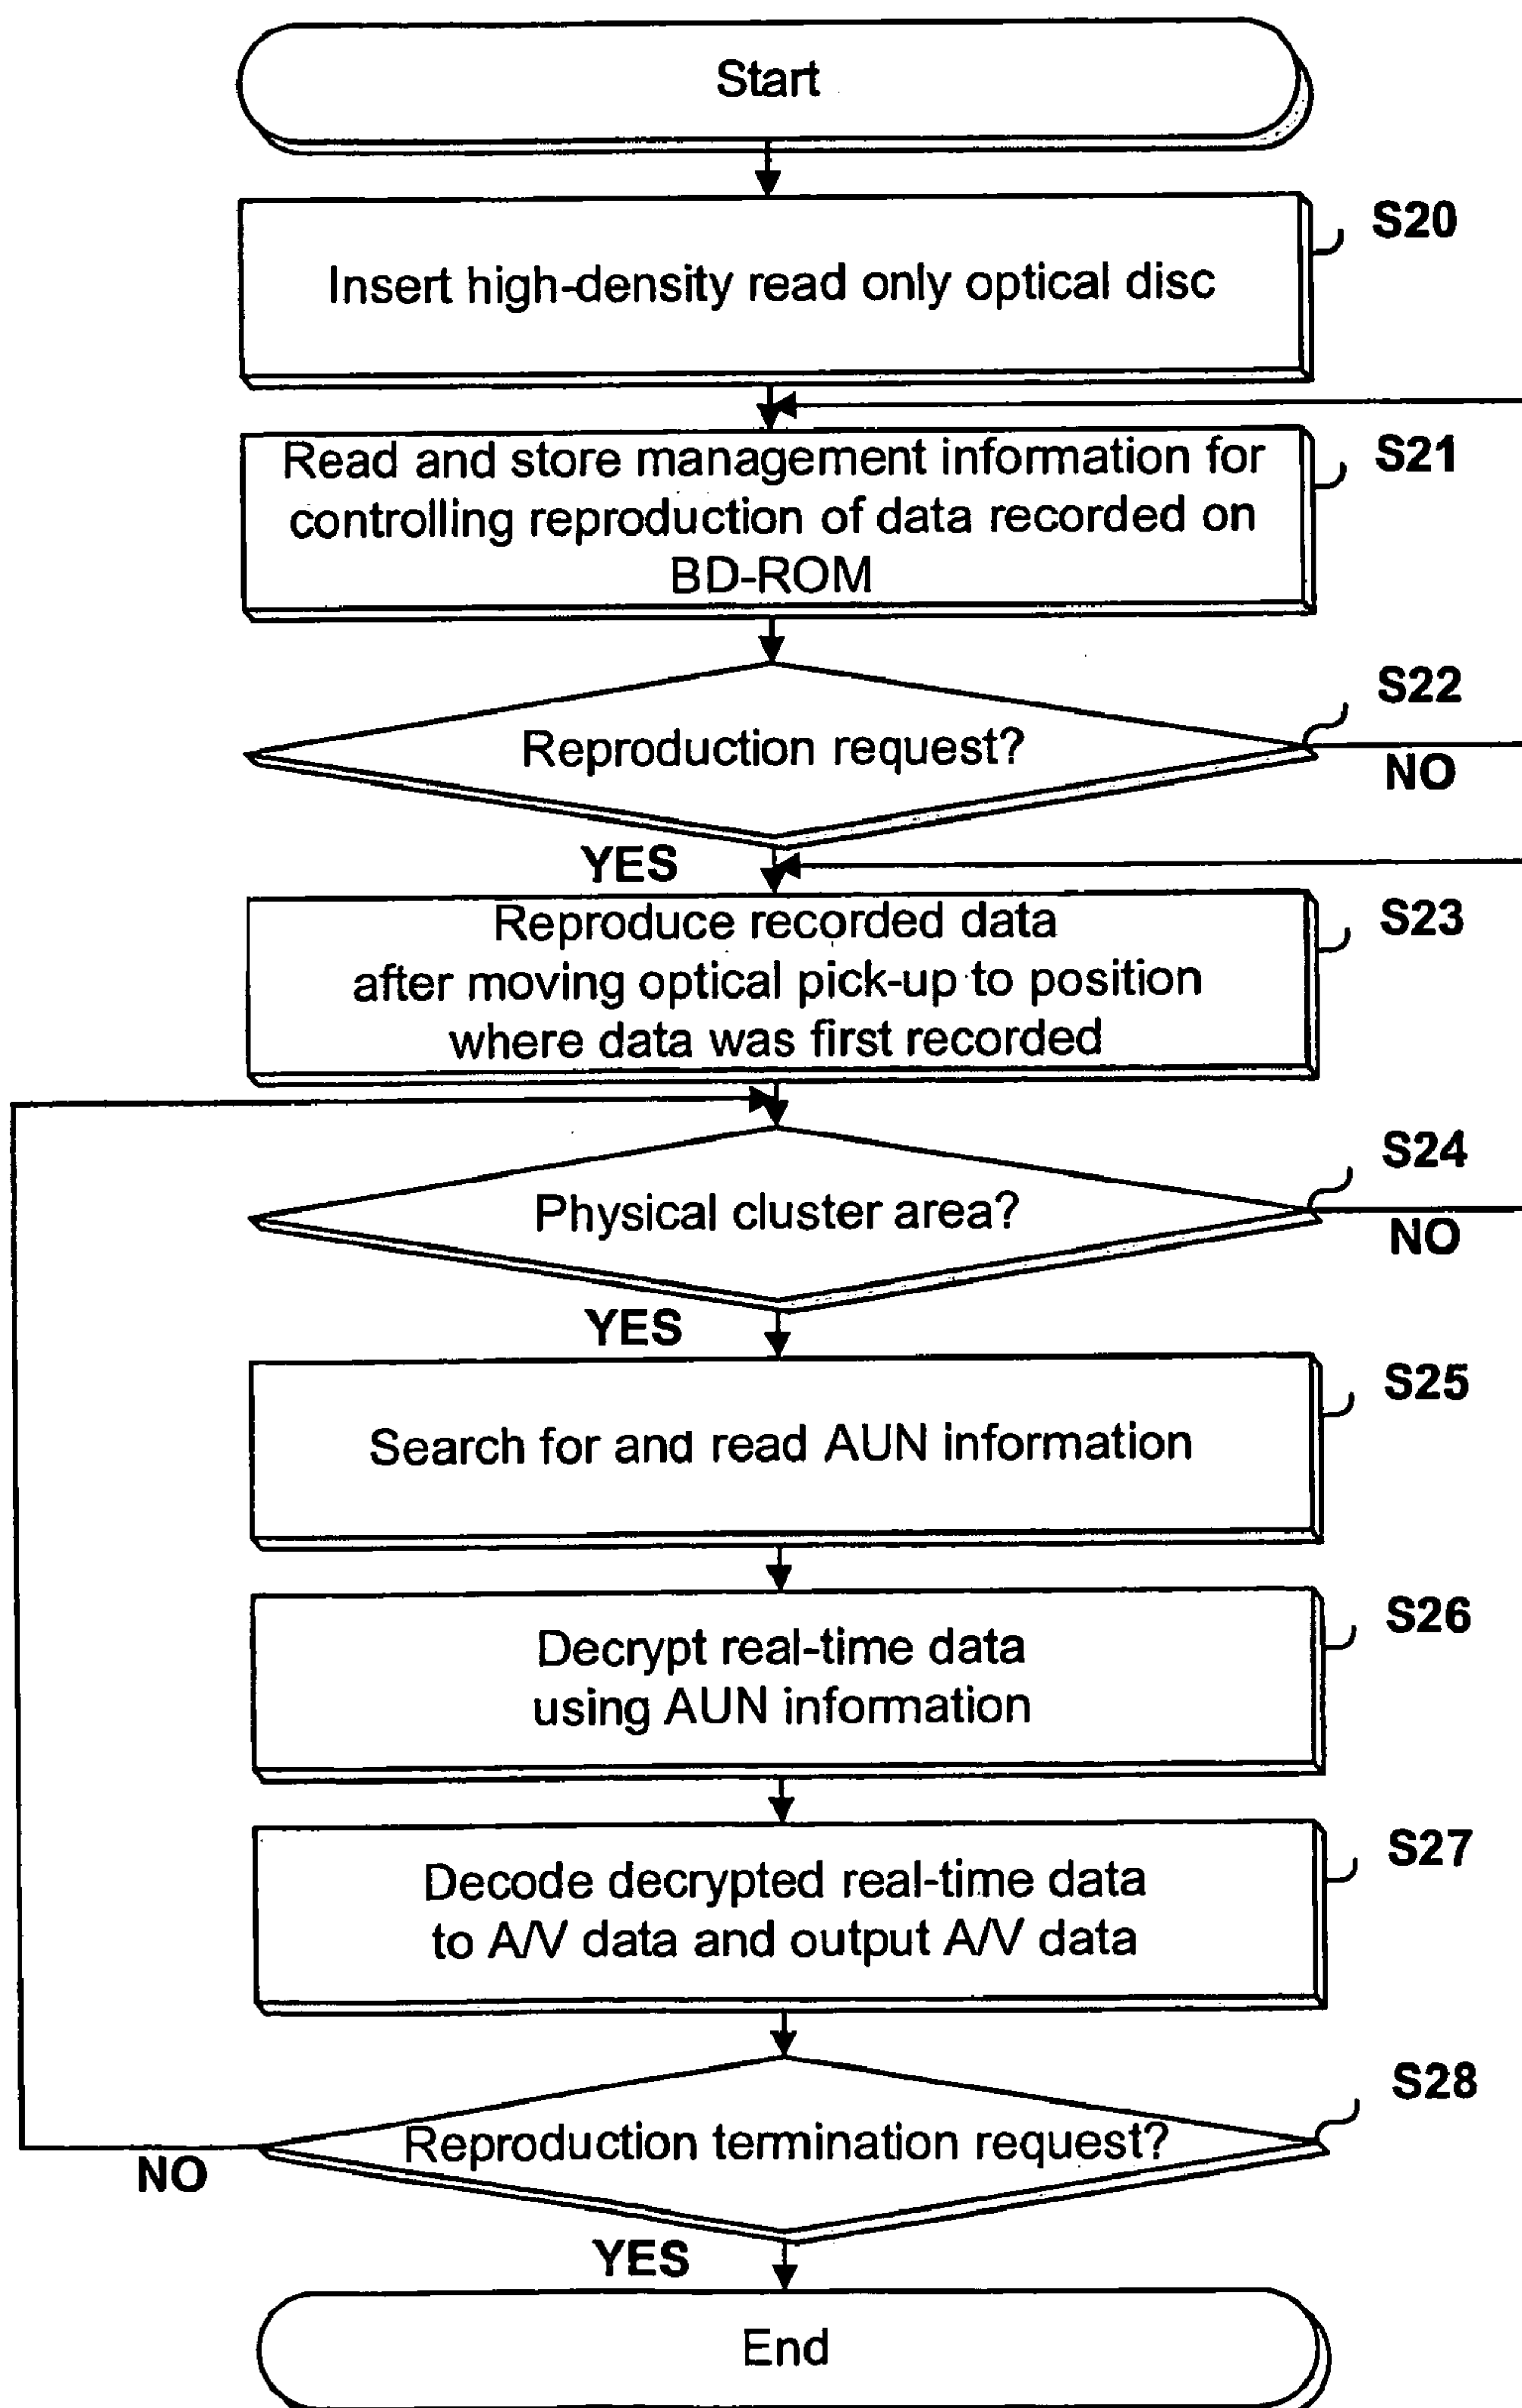 Start
S20
Insert high-density read only optical disc
S21
Read and store management information for
controlling reproduction of data recorded on
BD-ROM
S22
Reproduction request?
NO
YES
S23
Reproduce recorded data
after moving optical pick-up to position
where data was first recorded
S24
Physical cluster area?
NO
YES
S25
Search for and read AUN information
S26
Decrypt real-time data
using AUN information
S27
Decode decrypted real-time data
to A/V data and output A/V data
S28
Reproduction termination request?
NO
YES
End